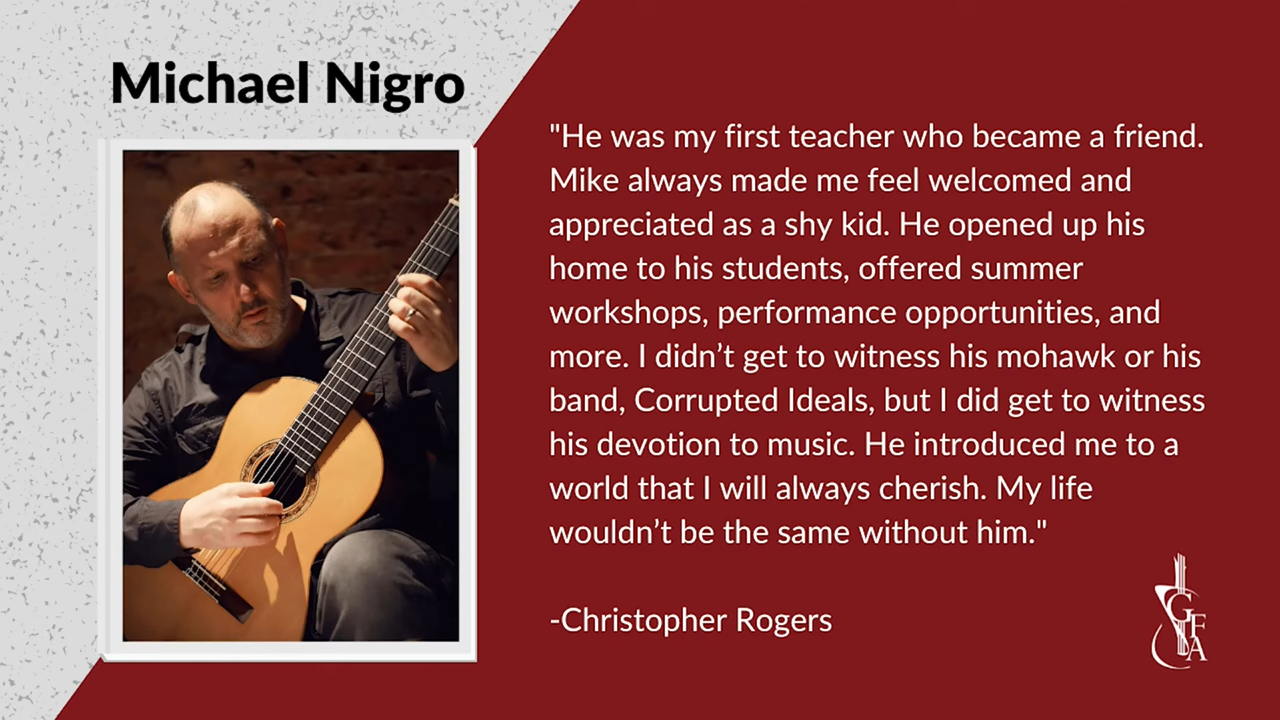 Michael Nigro
"He was my first teacher who became a friend.
Mike always made me feel welcomed and
appreciated as a shy kid. He opened up his
home to his students, offered summer
workshops, performance opportunities, and
more. I didn’t get to witness his mohawk or his
band, Corrupted Ideals, but I did get to witness
his devotion to music. He introduced me to a
world that I will always cherish. My life
wouldn’t be the same without him."
-Christopher Rogers
GFA